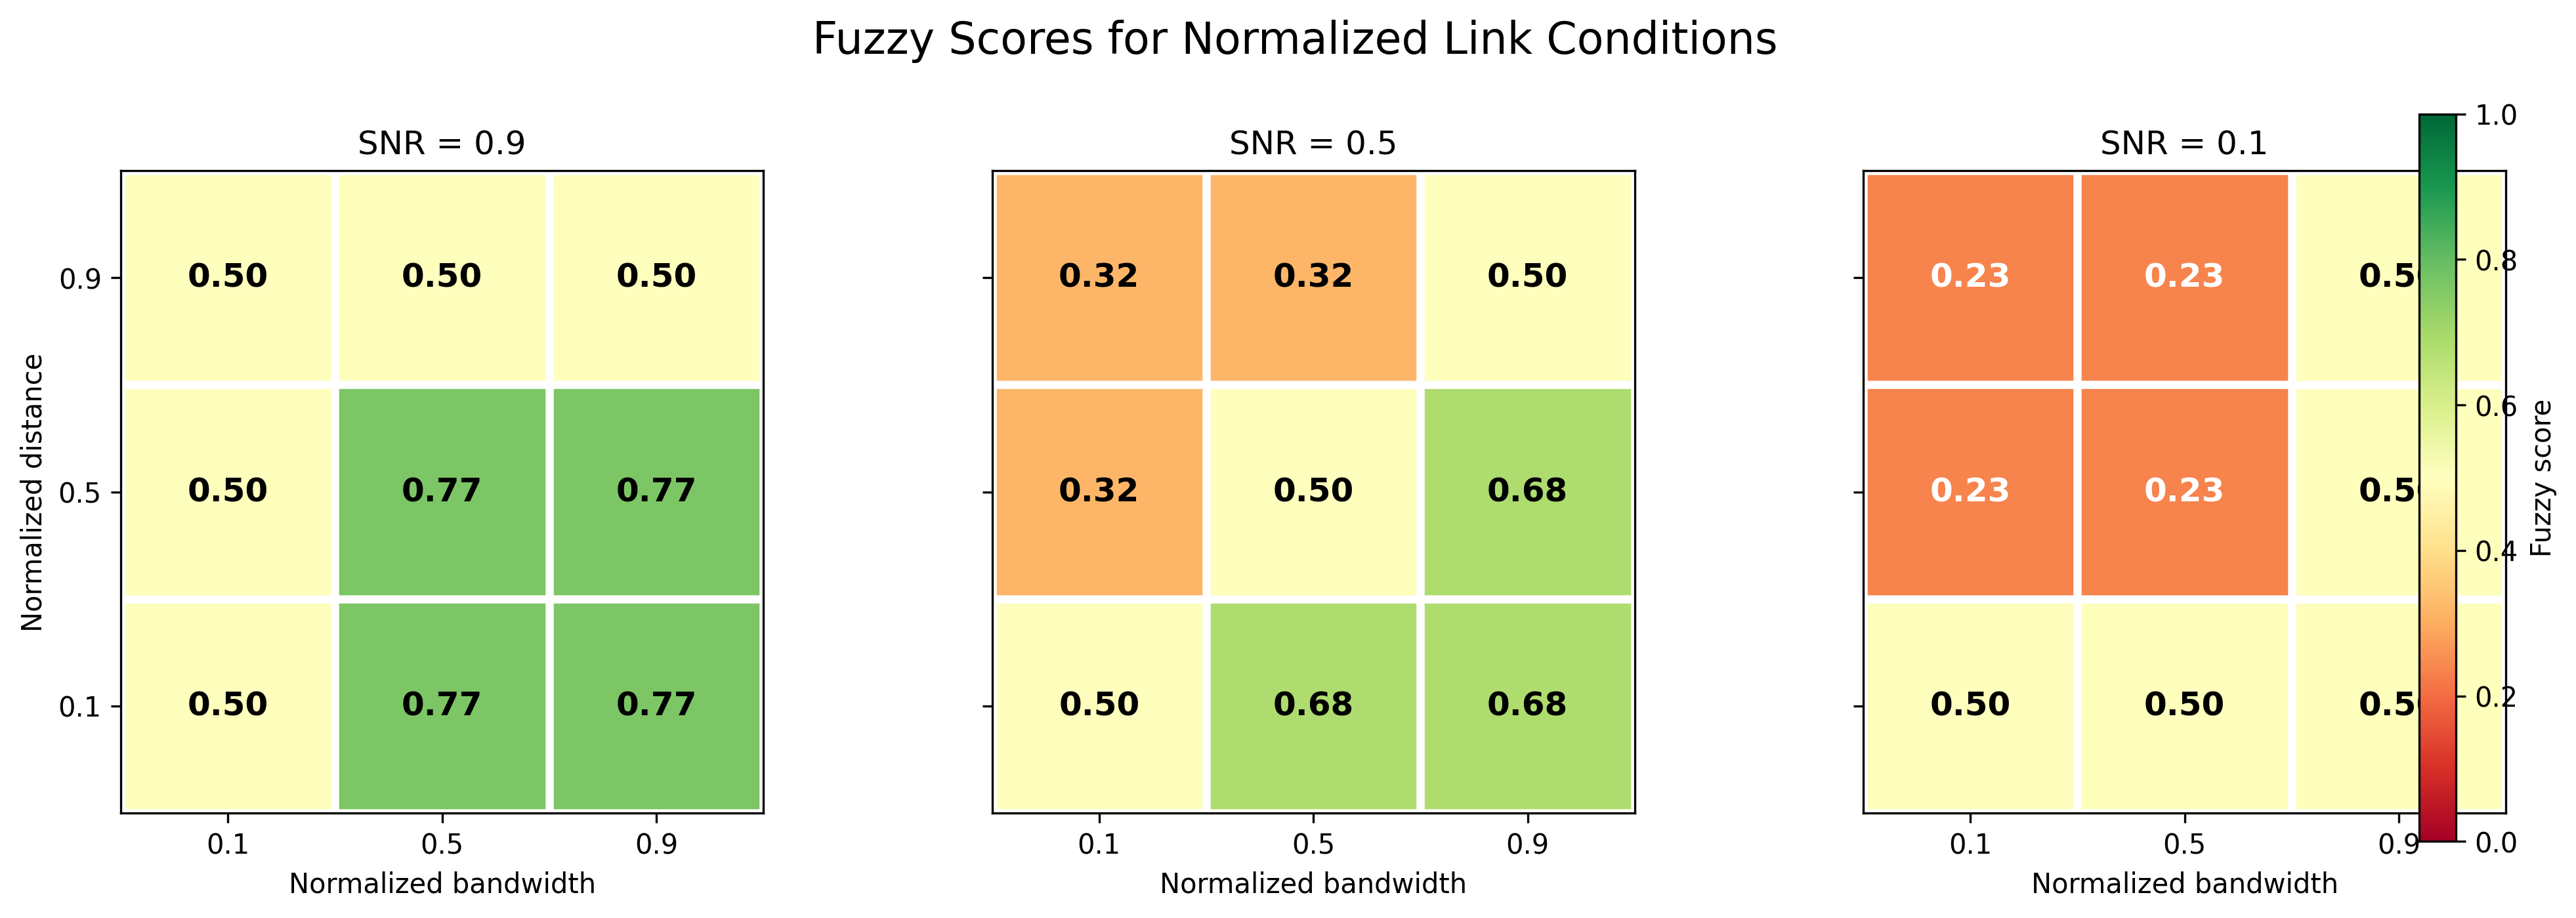 Fuzzy Scores for Normalized Link Conditions
SNR = 0.9
Normalized distance
0.9
0.5
0.1
0.50 0.50 0.50
0.50 0.77 0.77
0.50 0.77 0.77
0.1 0.5 0.9
Normalized bandwidth
SNR = 0.5
0.32 0.32 0.50
0.32 0.50 0.68
0.50 0.68 0.68
0.1 0.5 0.9
Normalized bandwidth
SNR = 0.1
0.23 0.23
0.23 0.23
0.50 0.50
0.1 0.5 0.9
Normalized bandwidth
1.0
0.8
0.6
0.4
0.2
0.0
Fuzzy score